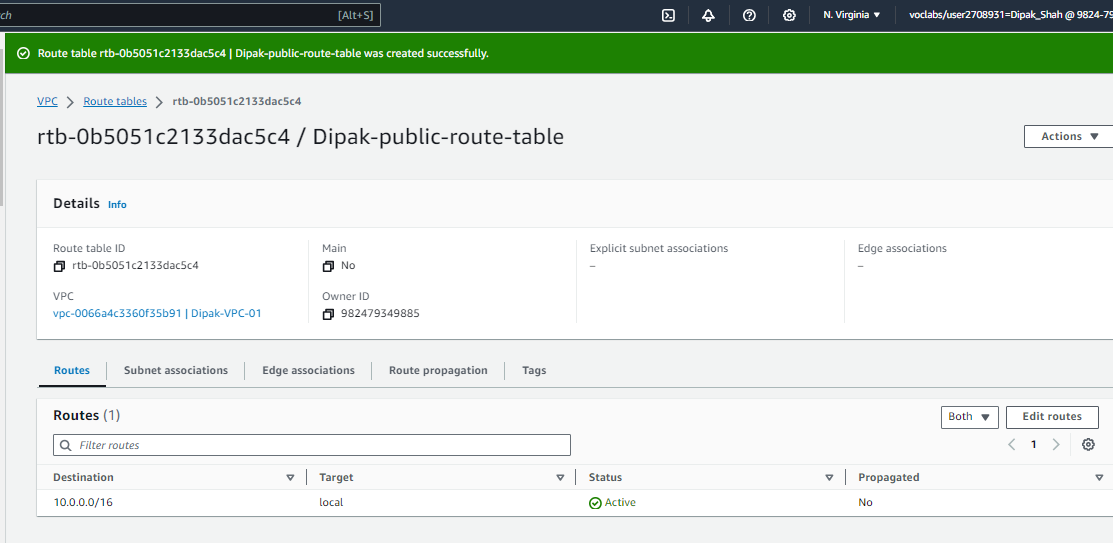 [Alt+S] N. Virginia voclabs/user2708931=Dipak_Shah @ 9824-79
Route table rtb-0b5051c2133dac5c4 | Dipak-public-route-table was created successfully.
VPC Route tables rtb-0b5051c2133dac5c4
rtb-0b5051c2133dac5c4 / Dipak-public-route-table
Actions
Details Info
Route table ID Main Explicit subnet associations Edge associations
rtb-0b5051c2133dac5c4 No – –
VPC Owner ID
vpc-0066a4c3360f35b91 | Dipak-VPC-01 982479349885
Routes Subnet associations Edge associations Route propagation Tags
Routes (1) Both Edit routes
Filter routes 1
Destination Target Status Propagated
10.0.0.0/16 local Active No